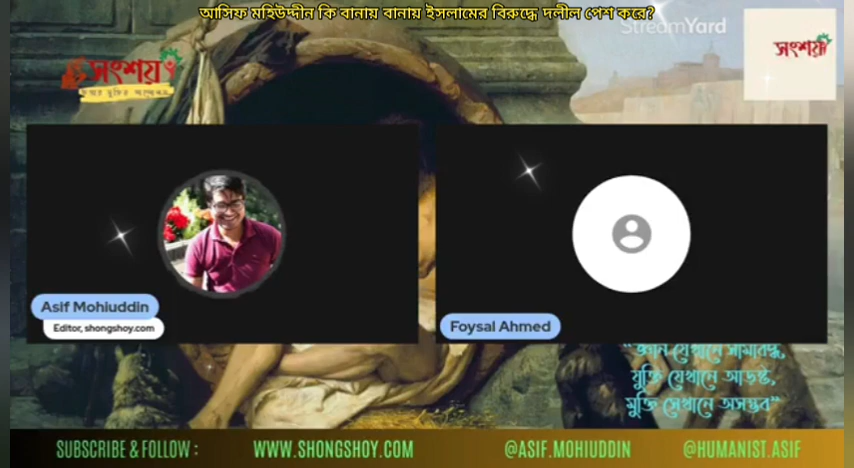 আসিফ মহিউদ্দীন কি বানায় বানায় ইসলামের বিরুদ্ধে দলীল পেশ করে?
StreamYard
সংশয়
সংশয়
Asif Mohiuddin
Editor, shongshoy.com
Foysal Ahmed
"জ্ঞান যেখানে সীমাবদ্ধ,
যুক্তি যেখানে আড়ষ্ট,
মুক্তি সেখানে অসম্ভব"
SUBSCRIBE & FOLLOW :
WWW.SHONGSHOY.COM
@ASIF.MOHIUDDIN
@HUMANIST.ASIF